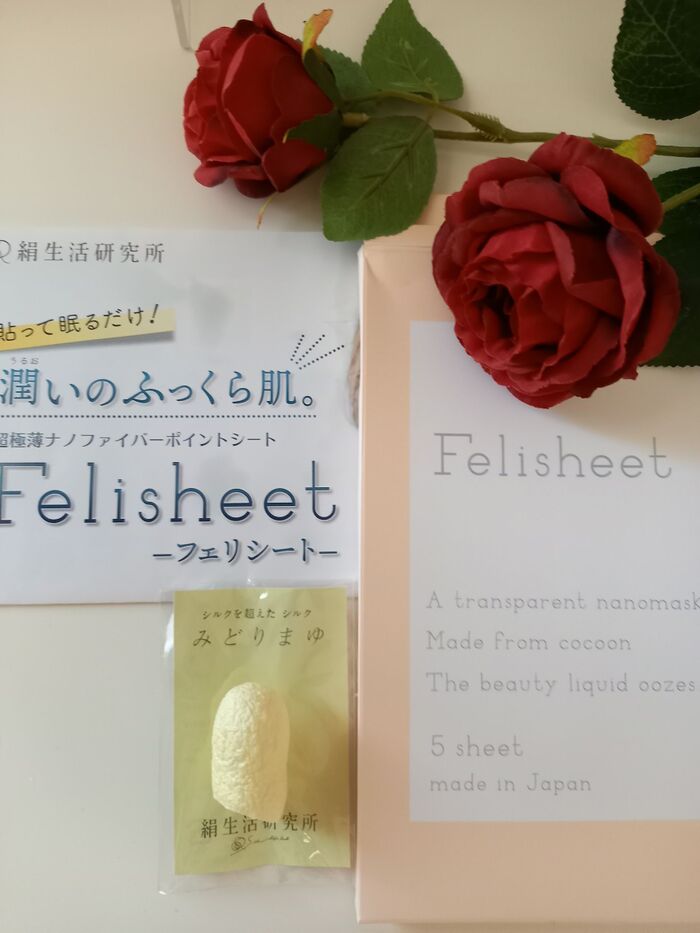 絹生活研究所
貼って眠るだけ!
うるお
潤いのふっくら肌。
超極薄ナノファイバーポイントシート
Felisheet
—フェリシート—
シルクを超えた シルク
みどりまゆ
絹生活研究所
Felisheet
A transparent nanomask
Made from cocoon
The beauty liquid oozes
5 sheet
made in Japan